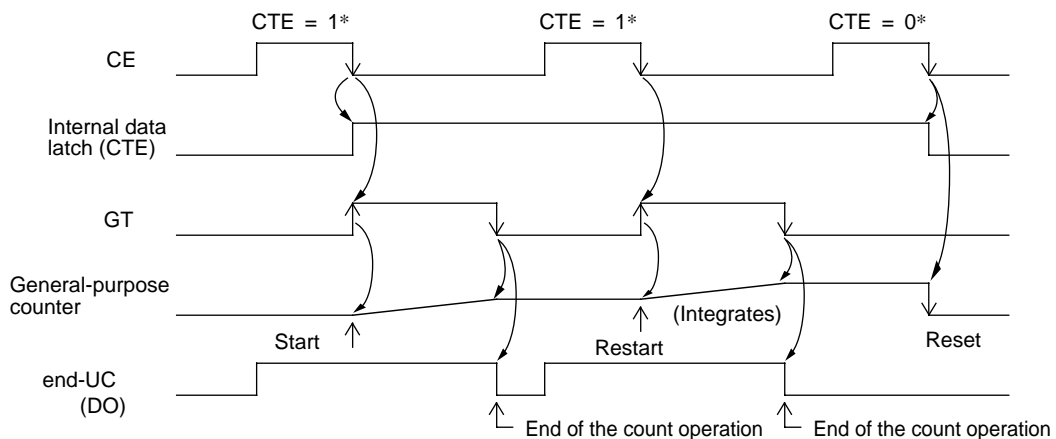 CTE = 1*
CTE = 1*
CTE = 0*
CE
Internal data
latch (CTE)
GT
General-purpose
counter
Start
Restart
(Integrates)
Reset
end-UC
(DO)
End of the count operation
End of the count operation